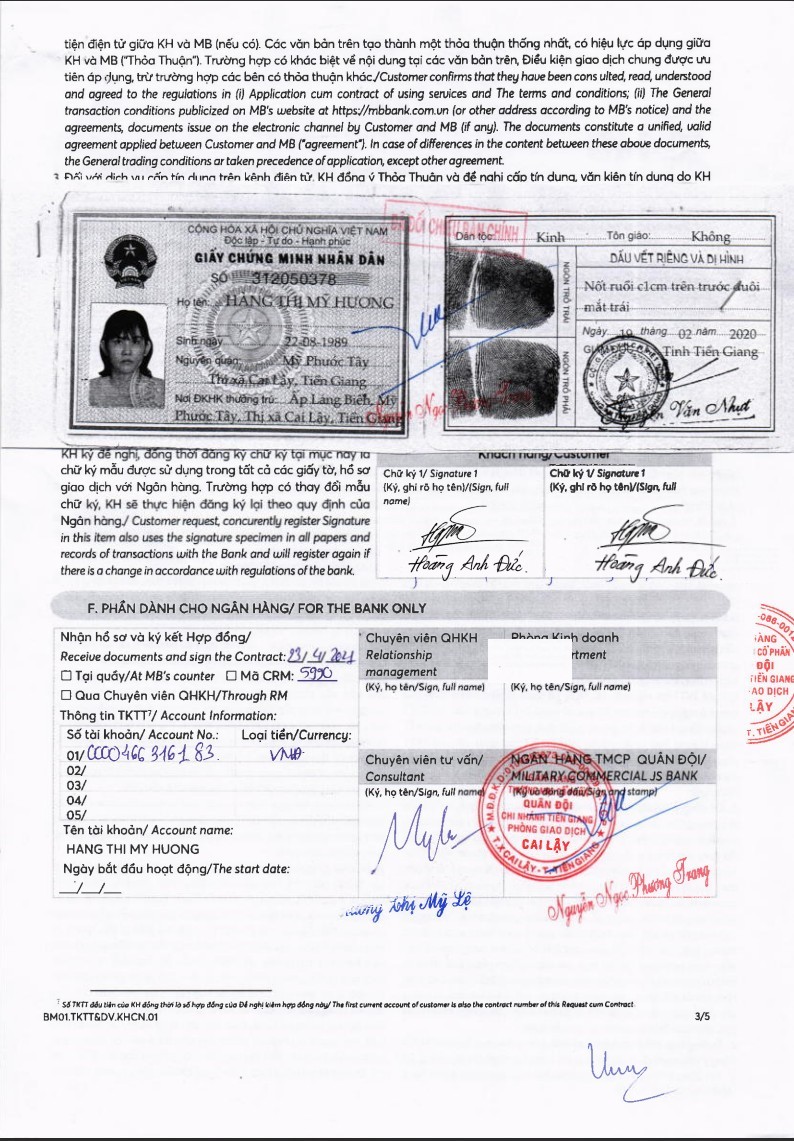 tiện điện tử giữa KH và MB (nếu có). Các văn bản trên tạo thành một thỏa thuận thống nhất, có hiệu lực áp dụng giữa
KH và MB ("Thỏa Thuận"). Trường hợp có khác biệt về nội dung tại các văn bản trên, Điều kiện giao dịch chung được ưu
tiên áp dụng, trừ trường hợp các bên có thỏa thuận khác./Customer confirms that they have been cons ulted, read, understood
and agreed to the regulations in (i) Application cum contract of using services and The terms and conditions; (ii) The General
transaction conditions publicized on MB's website at https://mbbank.com.vn (or other address according to MB's notice) and the
agreements, documents issue on the electronic channel by Customer and MB (if any). The documents constitute a unified, valid
agreement applied between Customer and MB ("agreement"). In case of differences in the content between these above documents,
the General trading conditions ar taken precedence of application, except other agreement.
3 Đối với dịch vụ cấp tín dụng trên kênh điện tử, KH đồng ý Thỏa Thuận và đề nghị cấp tín dụng, văn kiện tín dụng do KH
CỘNG HÒA XÃ HỘI CHỦ NGHĨA VIỆT NAM
Độc lập - Tự do - Hạnh phúc
GIẤY CHỨNG MINH NHÂN DÂN
SỐ 312050378
Họ tên: HANG THỊ MỸ HƯƠNG
Sinh ngày 22-08-1989
Nguyên quán: Mỹ Phước Tây
Thị xã Cai Lậy, Tiền Giang
Nơi ĐKHK thường trú: Ấp Láng Biển, Mỹ
Phước Tây, Thị xã Cai Lậy, Tiền Giang
ĐÃ ĐỐI CHIẾU BẢN CHÍNH
Dân tộc: Kinh Tôn giáo: Không
DẤU VẾT RIÊNG VÀ DỊ HÌNH
Nốt ruồi c1cm trên trước đuôi
mắt trái
NGÓN TRỎ TRÁI
NGÓN TRỎ PHẢI
Ngày 19 tháng 02 năm 2020
Tỉnh Tiền Giang
Nguyễn Văn Nhựt
Nguyễn Ngọc Phương Trang
KH ký đề nghị, đồng thời đăng ký chữ ký tại mục này là
chữ ký mẫu được sử dụng trong tất cả các giấy tờ, hồ sơ
giao dịch với Ngân hàng. Trường hợp có thay đổi mẫu
chữ ký, KH sẽ thực hiện đăng ký lại theo quy định của
Ngân hàng./ Customer request, concurently register Signature
in this item also uses the signature specimen in all papers and
records of transactions with the Bank and will register again if
there is a change in accordance with regulations of the bank.
Khách hàng/Customer
Chữ ký 1/ Signature 1
(Ký, ghi rõ họ tên)/(Sign, full
name)
Hoàng Anh Đức.
Chữ ký 1/ Signature 1
(Ký, ghi rõ họ tên)/(Sign, full
Hoàng Anh Đức.
F. PHẦN DÀNH CHO NGÂN HÀNG/ FOR THE BANK ONLY
Nhận hồ sơ và ký kết Hợp đồng/
Receive documents and sign the Contract: 23/4/2021
☐ Tại quầy/At MB's counter ☐ Mã CRM: 5990
☐ Qua Chuyên viên QHKH/Through RM
Thông tin TKTT⁷/ Account Information:
Số tài khoản/ Account No.: Loại tiền/Currency:
01/ 0000466 316183. VNĐ
02/
03/
04/
05/
Tên tài khoản/ Account name:
HANG THI MY HUONG
Ngày bắt đầu hoạt động/The start date:
__/__/__
Chuyên viên QHKH
Relationship
management
(Ký, họ tên/Sign, full name)
Phòng Kinh doanh
rtment
(Ký, họ tên/Sign, full name)
Chuyên viên tư vấn/
Consultant
(Ký, họ tên/Sign, full name)
Mỹ Lệ
NGÂN HÀNG TMCP QUÂN ĐỘI/
MILITARY COMMERCIAL JS BANK
(Ký và đóng dấu/Sign and stamp)
QUÂN ĐỘI
CHI NHÁNH TIỀN GIANG
PHÒNG GIAO DỊCH
CAI LẬY
T.X CAI LẬY - T. TIỀN GIANG
Nguyễn Ngọc Phương Trang
HÀNG
CỔ PHẦN
ĐỘI
TIỀN GIANG
AO DỊCH
LẬY
T. TIỀN GIANG
⁷ Số TKTT đầu tiên của KH đồng thời là số hợp đồng của Đề nghị kiêm hợp đồng này/ The first current account of customer is also the contract number of this Request cum Contract.
BM01.TKTT&DV.KHCN.01
3/5